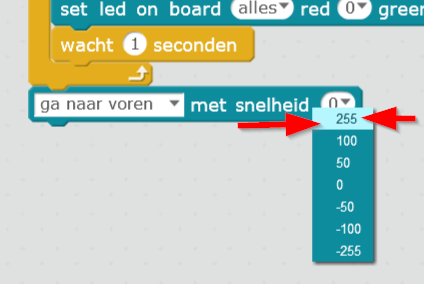 set led on board alles red 0 green
wacht 1 seconden
ga naar voren met snelheid 0
255
100
50
0
-50
-100
-255